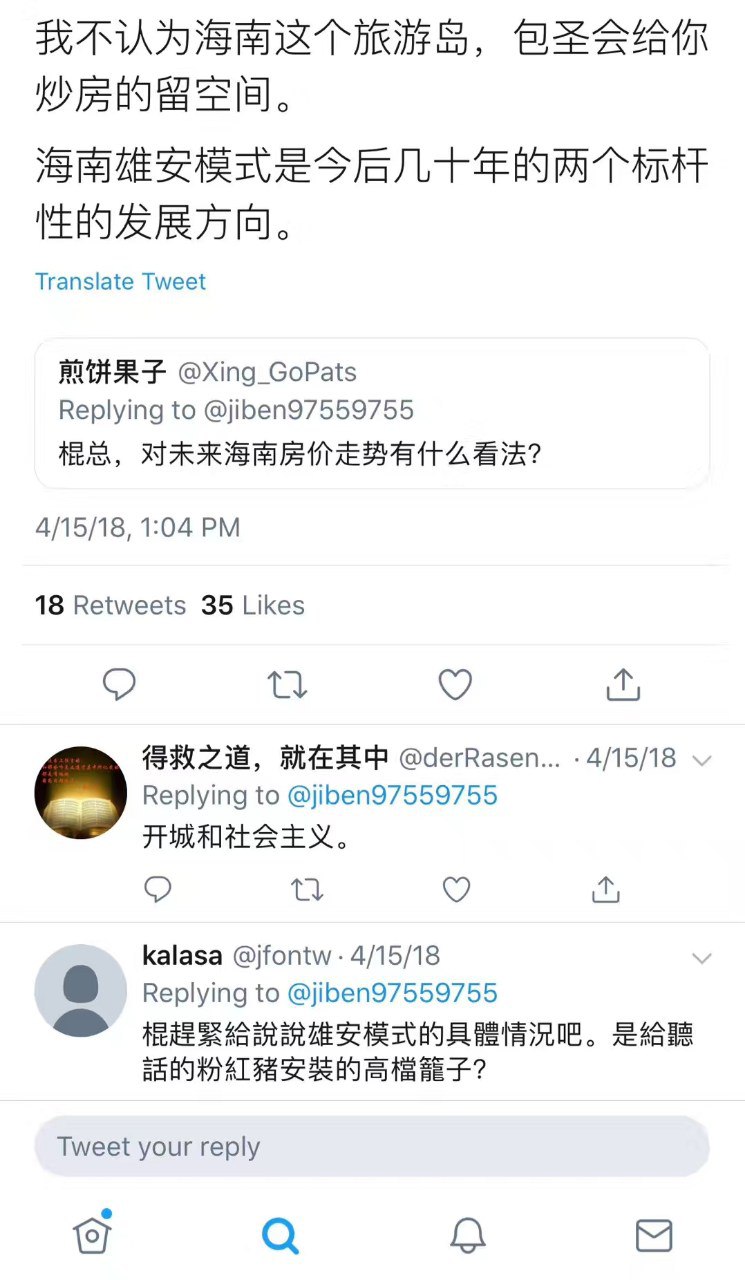 我不认为海南这个旅游岛，包圣会给你
炒房的留空间。
海南雄安模式是今后几十年的两个标杆
性的发展方向。
Translate Tweet
煎饼果子 @Xing_GoPats
Replying to @jiben97559755
棍总，对未来海南房价走势有什么看法?
4/15/18, 1:04 PM
18 Retweets 35 Likes
得救之道，就在其中 @derRasen... · 4/15/18
Replying to @jiben97559755
开城和社会主义。
kalasa @jfontw · 4/15/18
Replying to @jiben97559755
棍趕緊給說說雄安模式的具體情況吧。是給聽
話的粉紅豬安裝的高檔籠子?
Tweet your reply